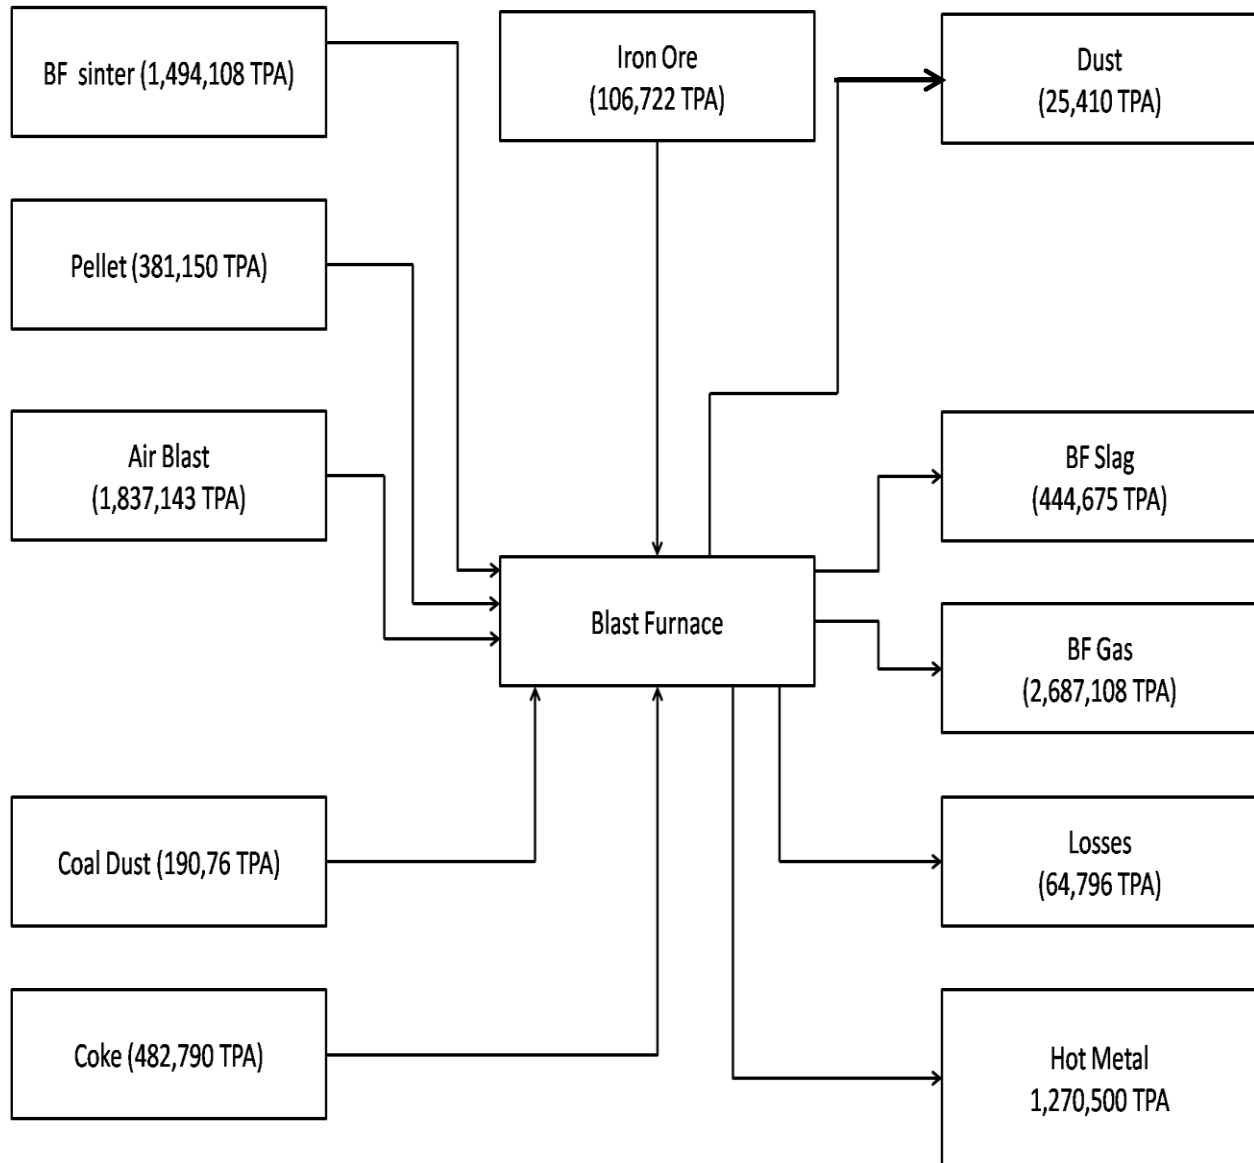 BF sinter (1,494,108 TPA)
Iron Ore
(106,722 TPA)
Dust
(25,410 TPA)
Pellet (381,150 TPA)
Air Blast
(1,837,143 TPA)
BF Slag
(444,675 TPA)
Blast Furnace
BF Gas
(2,687,108 TPA)
Coal Dust (190,76 TPA)
Losses
(64,796 TPA)
Coke (482,790 TPA)
Hot Metal
1,270,500 TPA